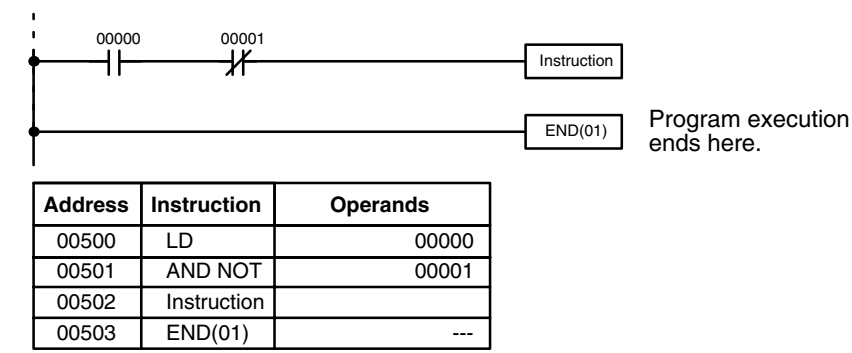 00000 00001
Instruction
END(01) Program execution
ends here.
Address Instruction Operands
00500 LD 00000
00501 AND NOT 00001
00502 Instruction
00503 END(01) ---